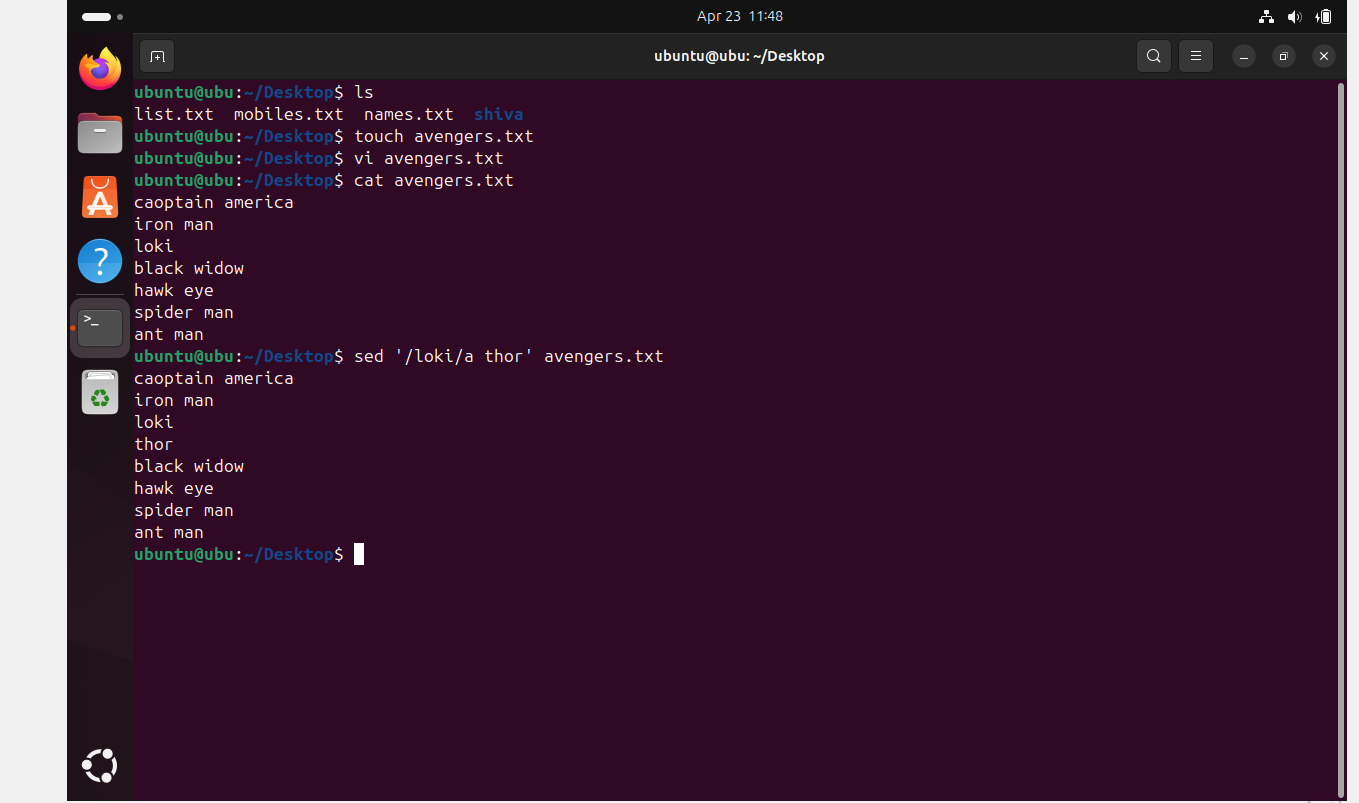 Apr 23 11:48
ubuntu@ubu: ~/Desktop
ubuntu@ubu:~/Desktop$ ls
list.txt  mobiles.txt  names.txt  shiva
ubuntu@ubu:~/Desktop$ touch avengers.txt
ubuntu@ubu:~/Desktop$ vi avengers.txt
ubuntu@ubu:~/Desktop$ cat avengers.txt
caoptain america
iron man
loki
black widow
hawk eye
spider man
ant man
ubuntu@ubu:~/Desktop$ sed '/loki/a thor' avengers.txt
caoptain america
iron man
loki
thor
black widow
hawk eye
spider man
ant man
ubuntu@ubu:~/Desktop$